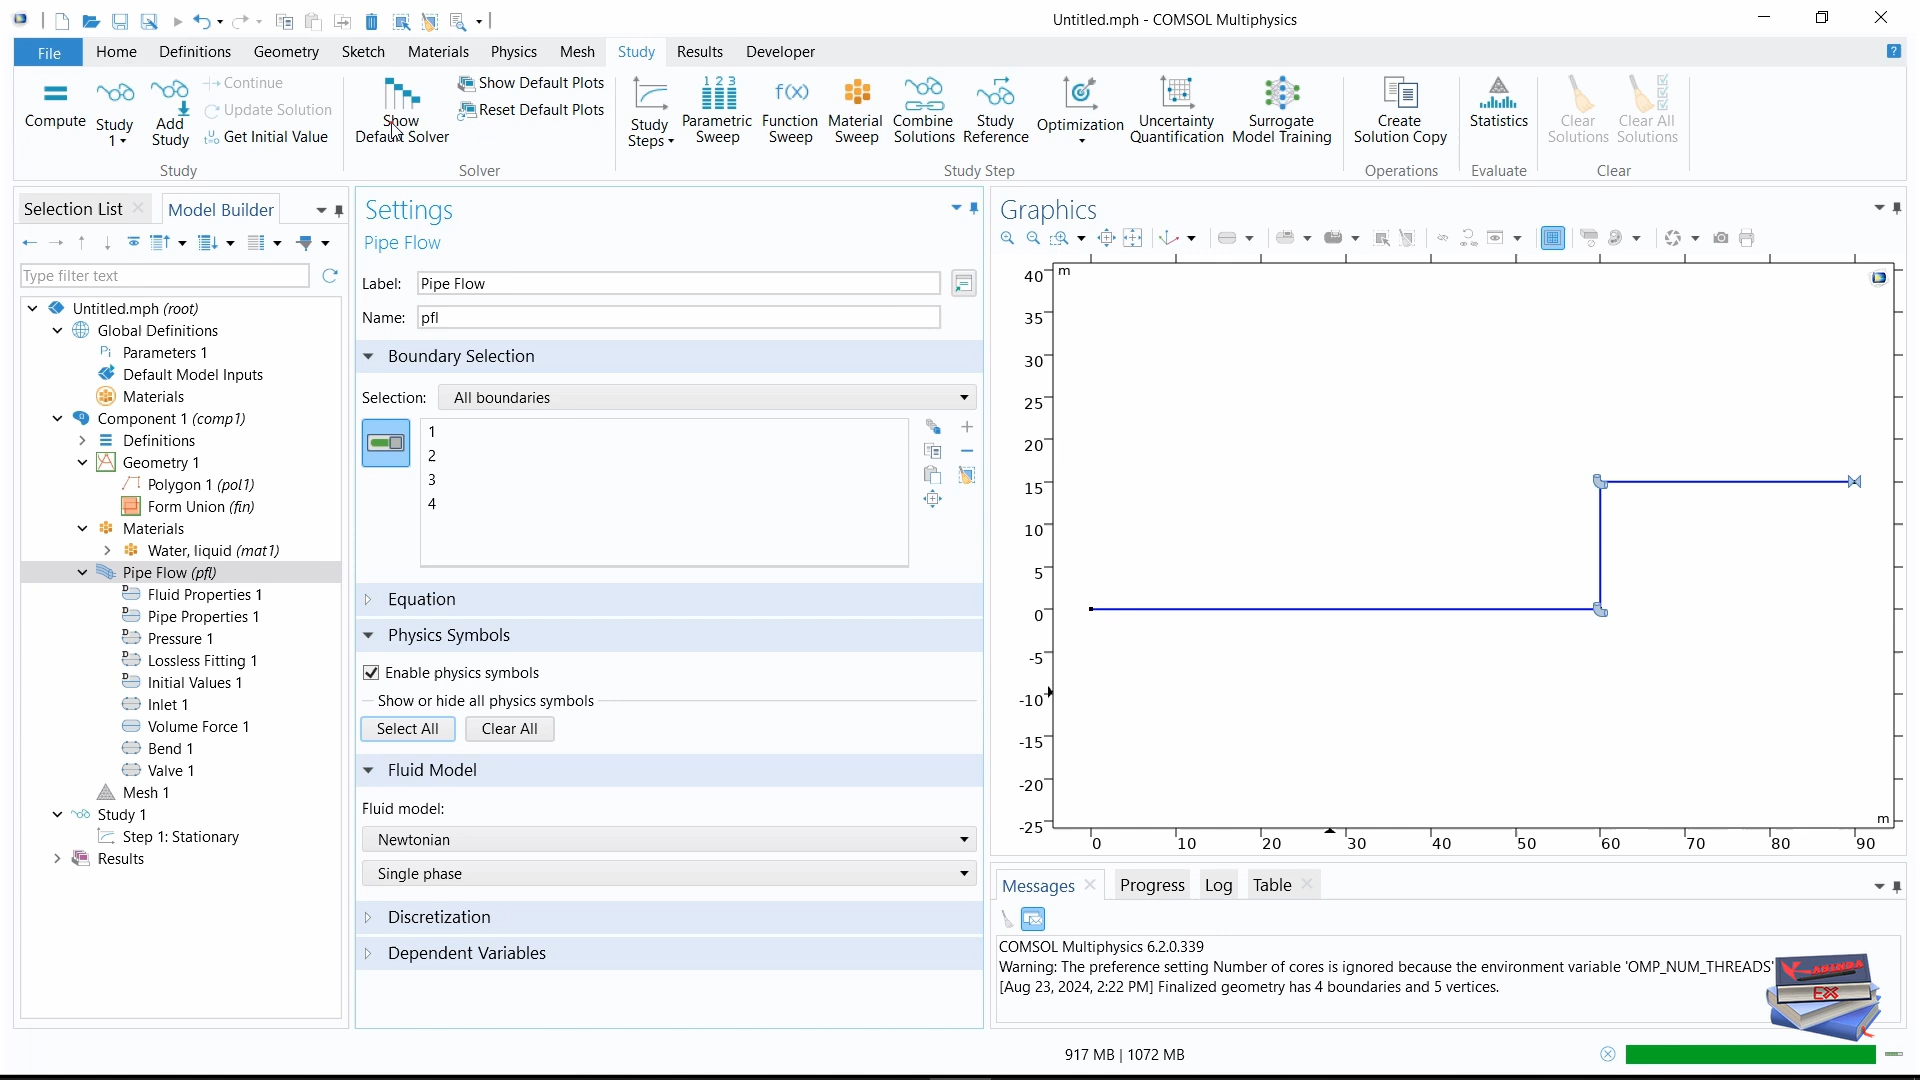 Untitled.mph - COMSOL Multiphysics
File Home Definitions Geometry Sketch Materials Physics Mesh Study Results Developer
Compute
Study 1
Add Study
Continue
Update Solution
Get Initial Value
Study
Show Default Solver
Show Default Plots
Reset Default Plots
Solver
Study Steps
Parametric Sweep
Function Sweep
Material Sweep
Combine Solutions
Study Reference
Optimization
Uncertainty Quantification
Surrogate Model Training
Study Step
Create Solution Copy
Operations
Statistics
Evaluate
Clear Solutions
Clear All Solutions
Clear
Selection List
Model Builder
Type filter text
Untitled.mph (root)
Global Definitions
Pi Parameters 1
Default Model Inputs
Materials
Component 1 (comp1)
Definitions
Geometry 1
Polygon 1 (pol1)
Form Union (fin)
Materials
Water, liquid (mat1)
Pipe Flow (pfl)
Fluid Properties 1
Pipe Properties 1
Pressure 1
Lossless Fitting 1
Initial Values 1
Inlet 1
Volume Force 1
Bend 1
Valve 1
Mesh 1
Study 1
Step 1: Stationary
Results
Settings
Pipe Flow
Label: Pipe Flow
Name: pfl
Boundary Selection
Selection: All boundaries
1
2
3
4
Equation
Physics Symbols
Enable physics symbols
Show or hide all physics symbols
Select All
Clear All
Fluid Model
Fluid model:
Newtonian
Single phase
Discretization
Dependent Variables
Graphics
m
40
35
30
25
20
15
10
5
0
-5
-10
-15
-20
-25
m
0 10 20 30 40 50 60 70 80 90
Messages Progress Log Table
COMSOL Multiphysics 6.2.0.339
Warning: The preference setting Number of cores is ignored because the environment variable 'OMP_NUM_THREADS'
[Aug 23, 2024, 2:22 PM] Finalized geometry has 4 boundaries and 5 vertices.
EX
917 MB | 1072 MB